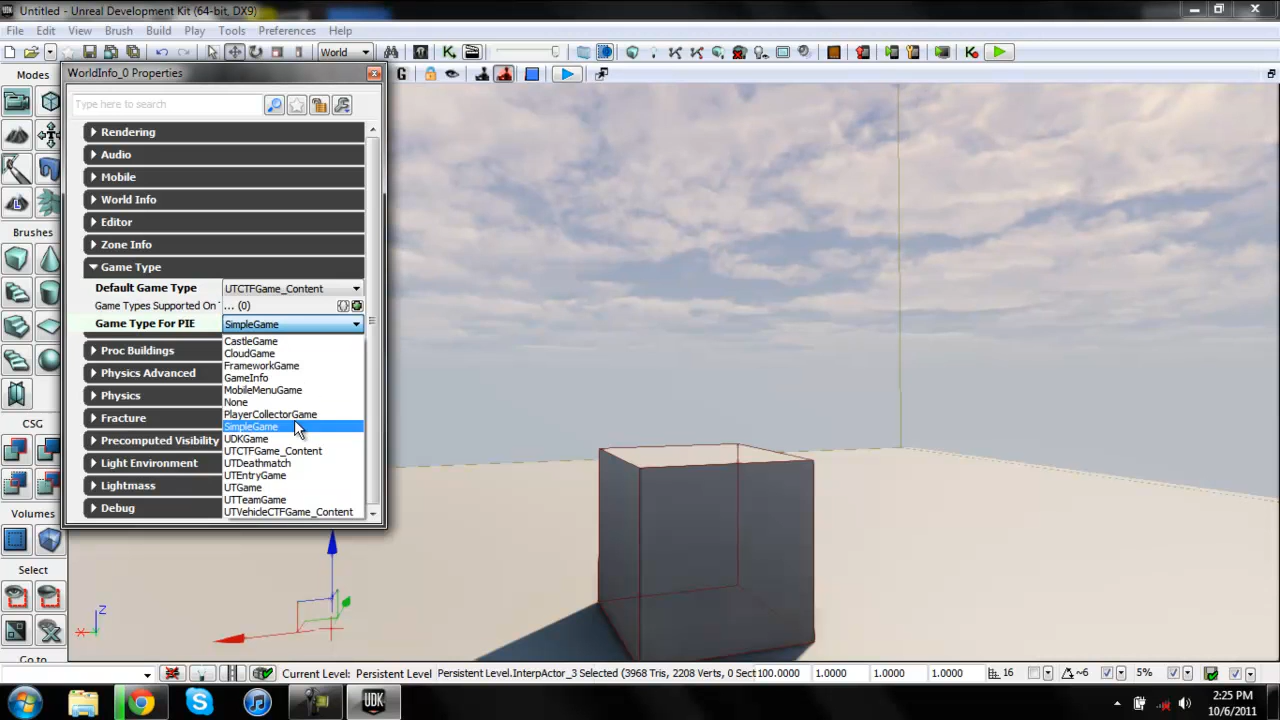 Untitled - Unreal Development Kit (64-bit, DX9)
File Edit View Brush Build Play Tools Preferences Help
World
Modes
WorldInfo_0 Properties
G
Type here to search
Rendering
Audio
Mobile
World Info
Editor
Zone Info
Game Type
Default Game Type UTCTFGame_Content
Game Types Supported On ... (0)
Game Type For PIE SimpleGame
CastleGame
CloudGame
FrameworkGame
GameInfo
MobileMenuGame
None
PlayerCollectorGame
SimpleGame
UDKGame
UTCTFGame_Content
UTDeathmatch
UTEntryGame
UTGame
UTTeamGame
UTVehicleCTFGame_Content
Proc Buildings
Physics Advanced
Physics
Fracture
Precomputed Visibility
Light Environment
Lightmass
Debug
Brushes
CSG
Volumes
Select
Go to
Z
X
Current Level: Persistent Level Persistent Level.InterpActor_3 Selected (3968 Tris, 2208 Verts, 0 Sect 100.0000 1.0000 1.0000 1.0000 16 ~6 5%
UDK
2:25 PM
10/6/2011